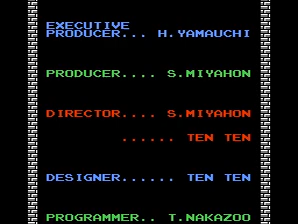 EXECUTIVE
PRODUCER... H.YAMAUCHI
PRODUCER.... S.MIYAHON
DIRECTOR.... S.MIYAHON
...... TEN TEN
DESIGNER...... TEN TEN
PROGRAMMER.. T.NAKAZOO